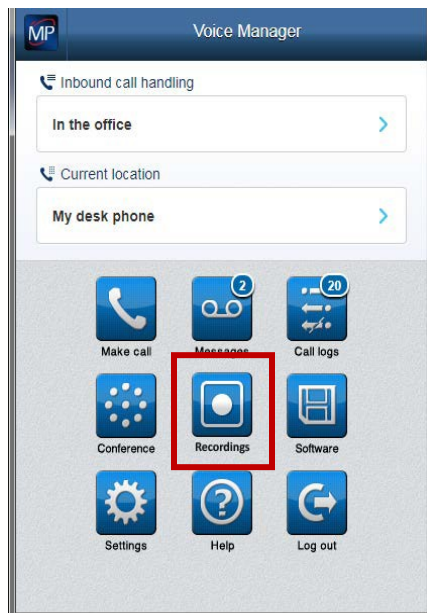 MP
Voice Manager
Inbound call handling
In the office
Current location
My desk phone
2
20
Make call
Messages
Call logs
Conference
Recordings
Software
?
Settings
Help
Log out